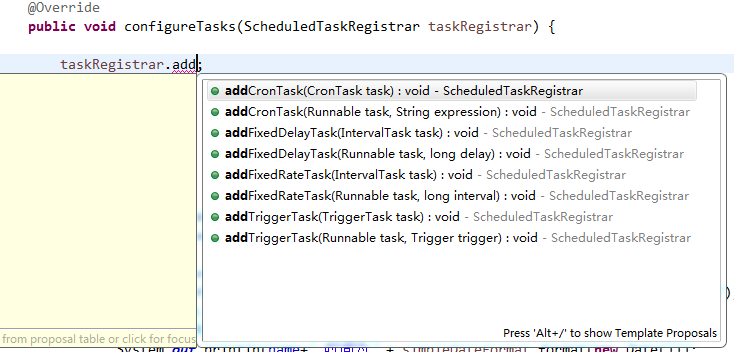 @Override
public void configureTasks(ScheduledTaskRegistrar taskRegistrar) {
taskRegistrar.add;
addCronTask(CronTask task) : void - ScheduledTaskRegistrar
addCronTask(Runnable task, String expression) : void - ScheduledTaskRegistrar
addFixedDelayTask(IntervalTask task) : void - ScheduledTaskRegistrar
addFixedDelayTask(Runnable task, long delay) : void - ScheduledTaskRegistrar
addFixedRateTask(IntervalTask task) : void - ScheduledTaskRegistrar
addFixedRateTask(Runnable task, long interval) : void - ScheduledTaskRegistrar
addTriggerTask(TriggerTask task) : void - ScheduledTaskRegistrar
addTriggerTask(Runnable task, Trigger trigger) : void - ScheduledTaskRegistrar
)
Press 'Alt+/' to show Template Proposals
from proposal table or click for focus